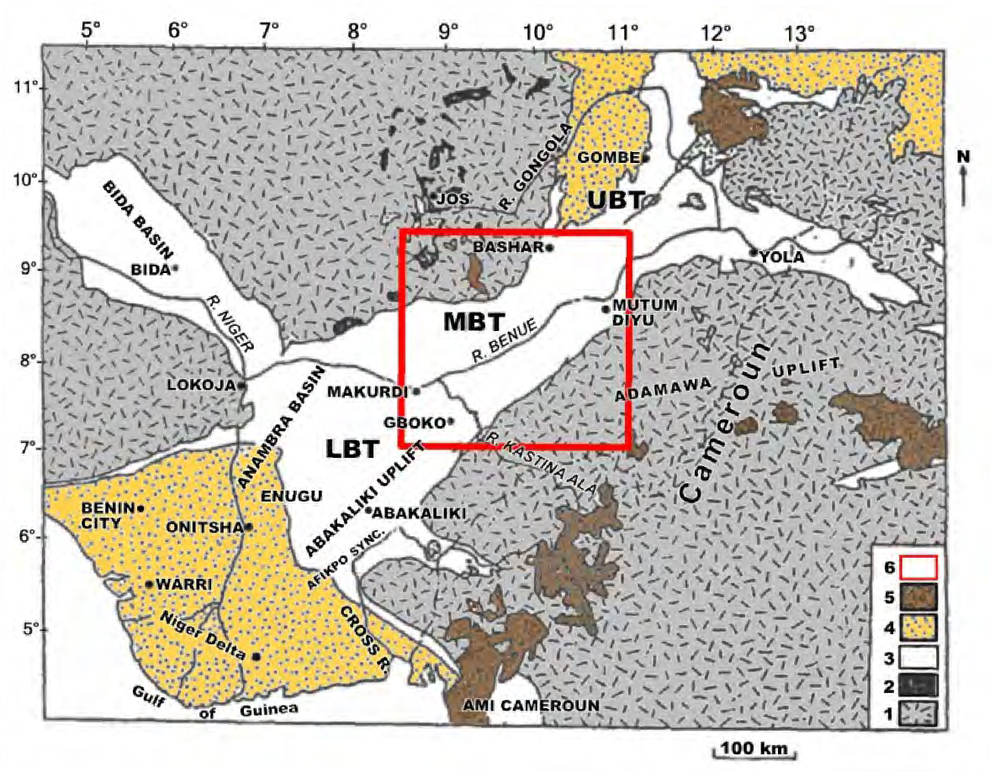 5° 6° 7° 8° 9° 10° 11° 12° 13°
11°
10°
9°
8°
7°
6°
5°
N
R. GONGOLA
GOMBE
UBT
JOS
BIDA BASIN
BIDA
R. NIGER
BASHAR
YOLA
MBT
R. BENUE
MUTUM
DIYU
LOKOJA
ANAMBRA BASIN
MAKURDI
GBOKO
ADAMAWA UPLIFT
Cameroun
LBT
R. KASTINA ALA
ABAKALIKI UPLIFT
ENUGU
BENIN
CITY
ONITSHA
ABAKALIKI
AFIKPO SYNC.
WARRI
Niger Delta
CROSS R.
Gulf of Guinea
AMI CAMEROUN
6
5
4
3
2
1
100 km